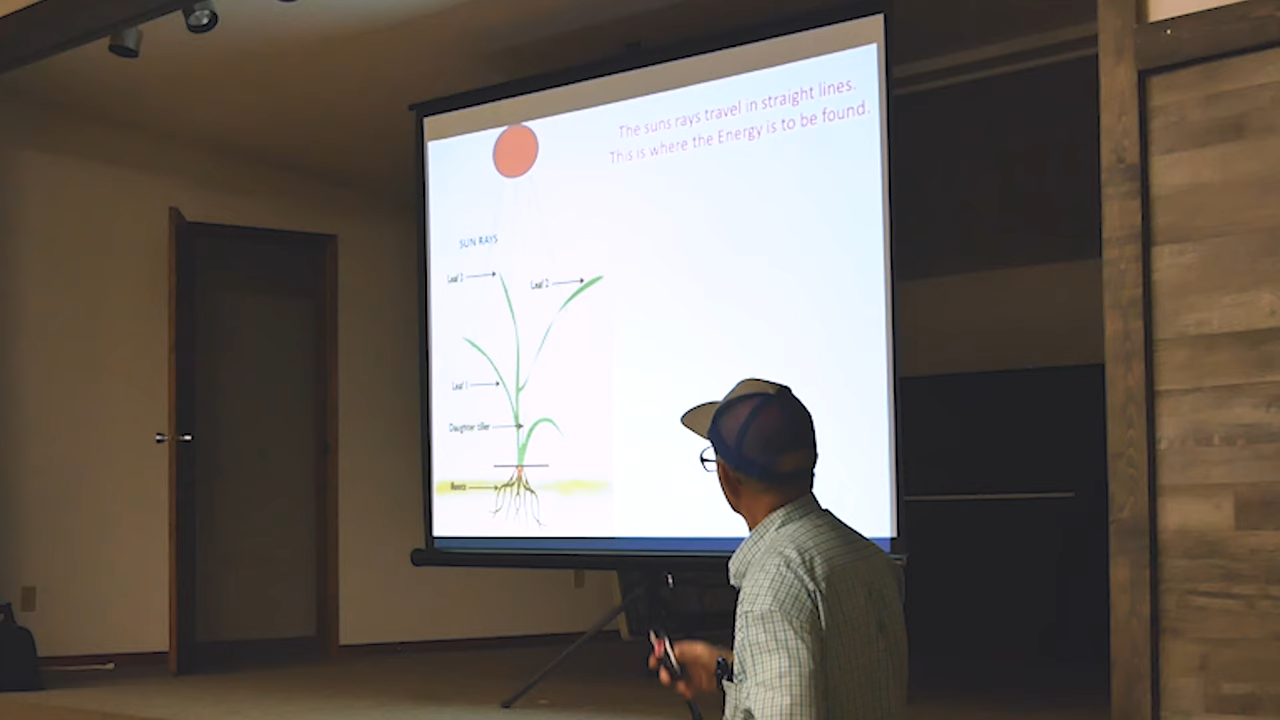 The suns rays travel in straight lines.
This is where the Energy is to be found.
SUN RAYS
Leaf 3
Leaf 2
Leaf 1
Daughter tiller
Roots